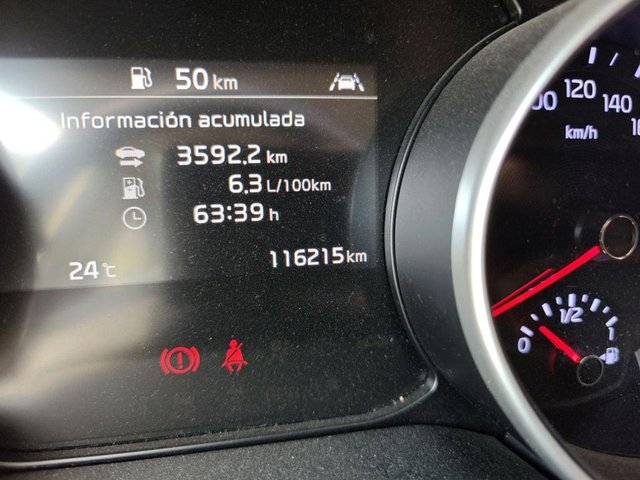 50 km
Información acumulada
3592.2 km
6.3 L/100km
63:39 h
24 °C
116215 km
120
140
km/h
0
1/2
1